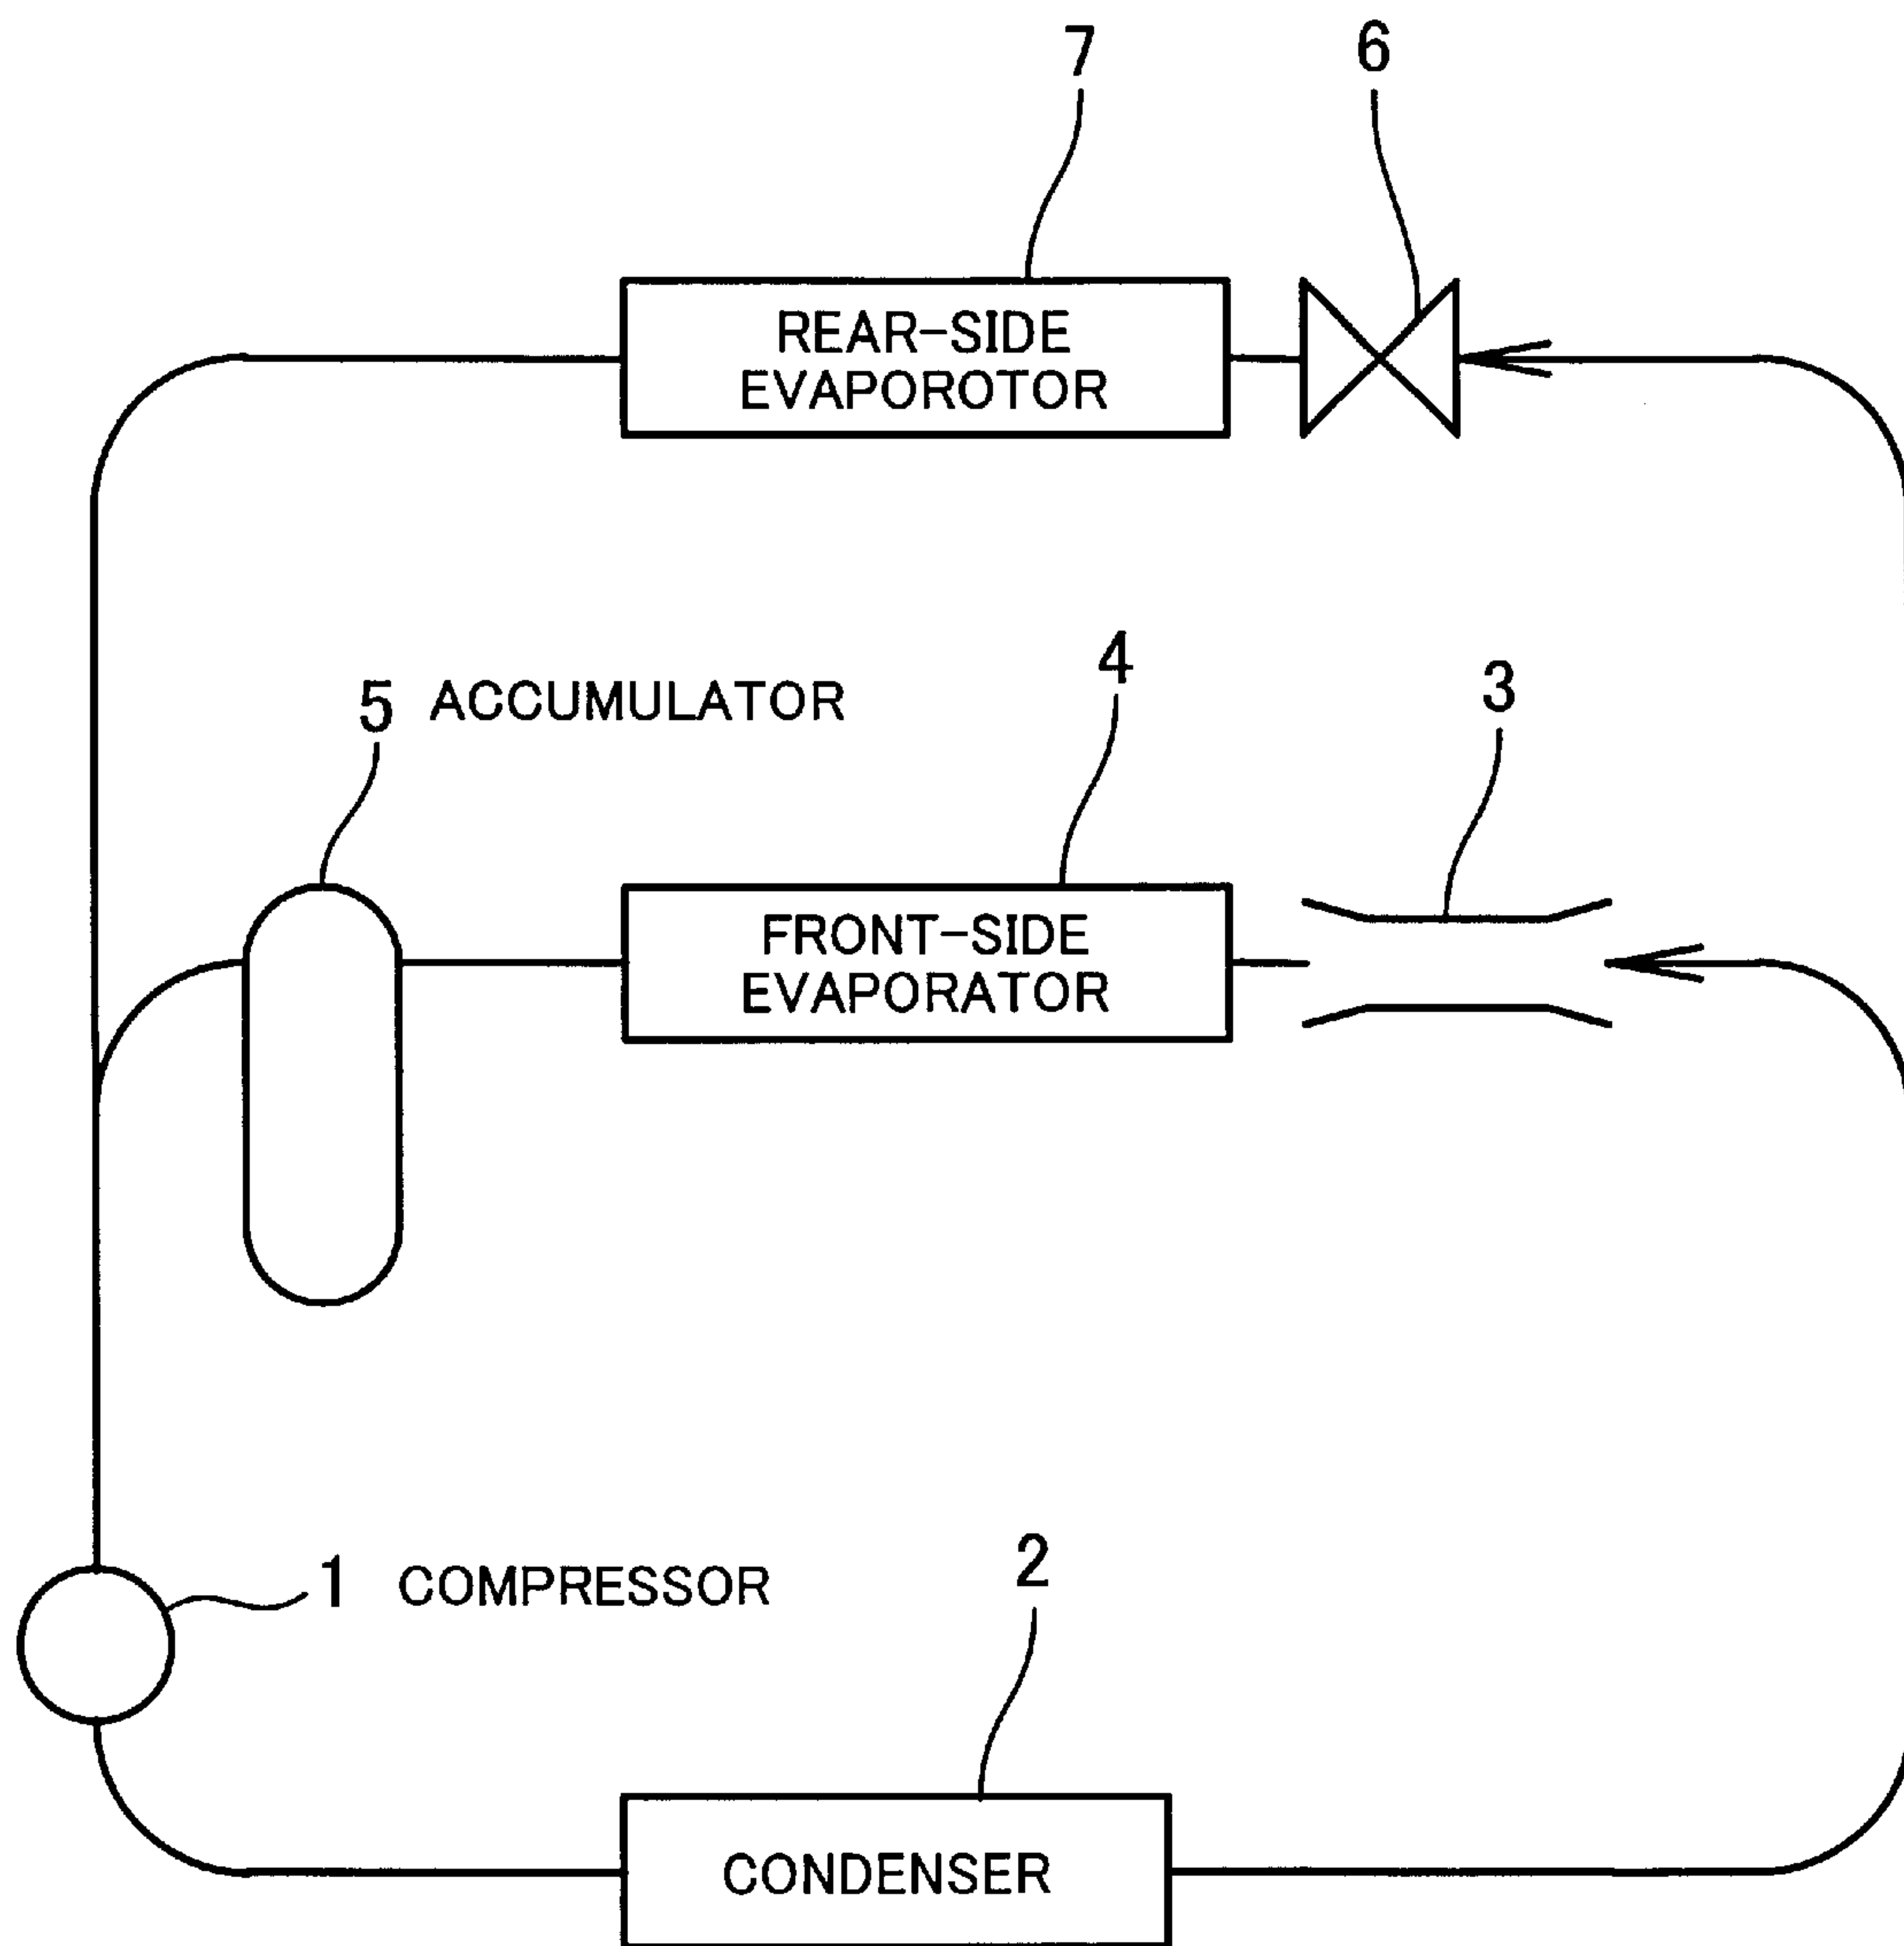 7
6
REAR-SIDE
EVAPOROTOR
5 ACCUMULATOR
4
3
FRONT-SIDE
EVAPORATOR
1 COMPRESSOR
2
CONDENSER